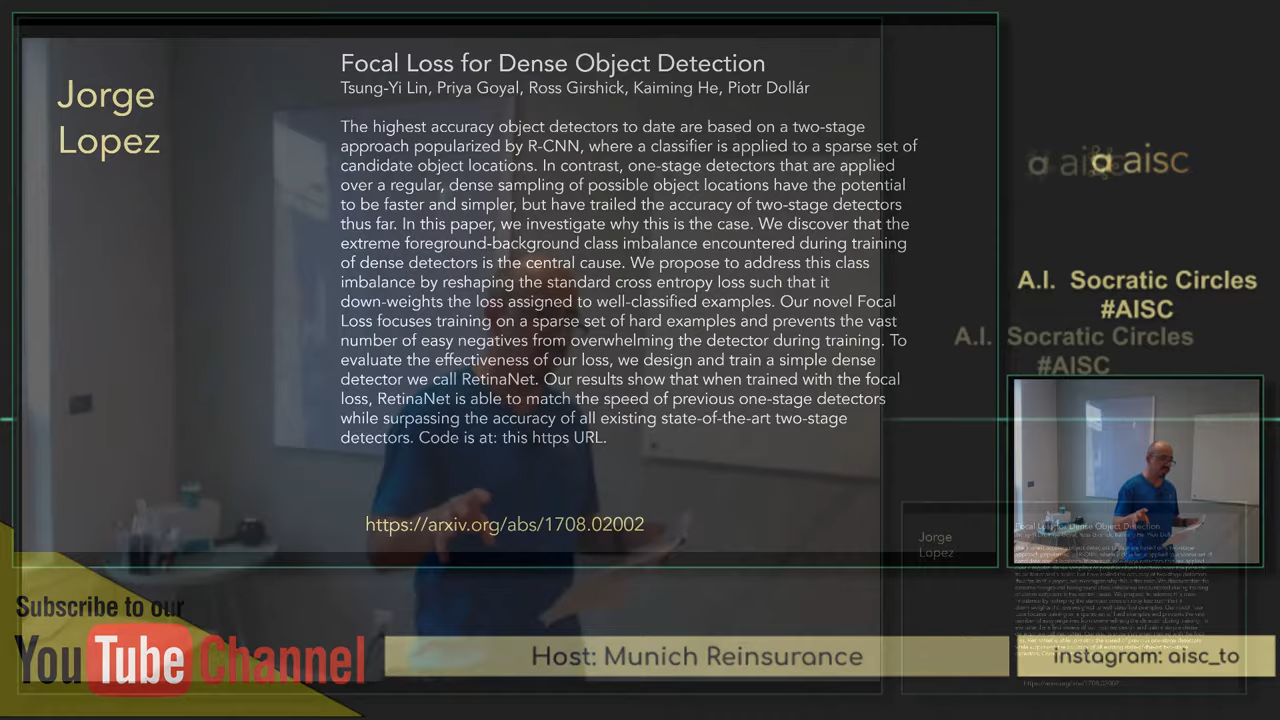 Jorge
Lopez
Focal Loss for Dense Object Detection
Tsung-Yi Lin, Priya Goyal, Ross Girshick, Kaiming He, Piotr Dollár
The highest accuracy object detectors to date are based on a two-stage
approach popularized by R-CNN, where a classifier is applied to a sparse set of
candidate object locations. In contrast, one-stage detectors that are applied
over a regular, dense sampling of possible object locations have the potential
to be faster and simpler, but have trailed the accuracy of two-stage detectors
thus far. In this paper, we investigate why this is the case. We discover that the
extreme foreground-background class imbalance encountered during training
of dense detectors is the central cause. We propose to address this class
imbalance by reshaping the standard cross entropy loss such that it
down-weights the loss assigned to well-classified examples. Our novel Focal
Loss focuses training on a sparse set of hard examples and prevents the vast
number of easy negatives from overwhelming the detector during training. To
evaluate the effectiveness of our loss, we design and train a simple dense
detector we call RetinaNet. Our results show that when trained with the focal
loss, RetinaNet is able to match the speed of previous one-stage detectors
while surpassing the accuracy of all existing state-of-the-art two-stage
detectors. Code is at: this https URL.
https://arxiv.org/abs/1708.02002
aisc
A.I. Socratic Circles
#AISC
A.I. Socratic Circles
#AISC
Focal Loss for Dense Object Detection
Jorge
Lopez
Subscribe to our
YouTube Channel
Host: Munich Reinsurance
Instagram: aisc_to
https://arxiv.org/abs/1708.02002